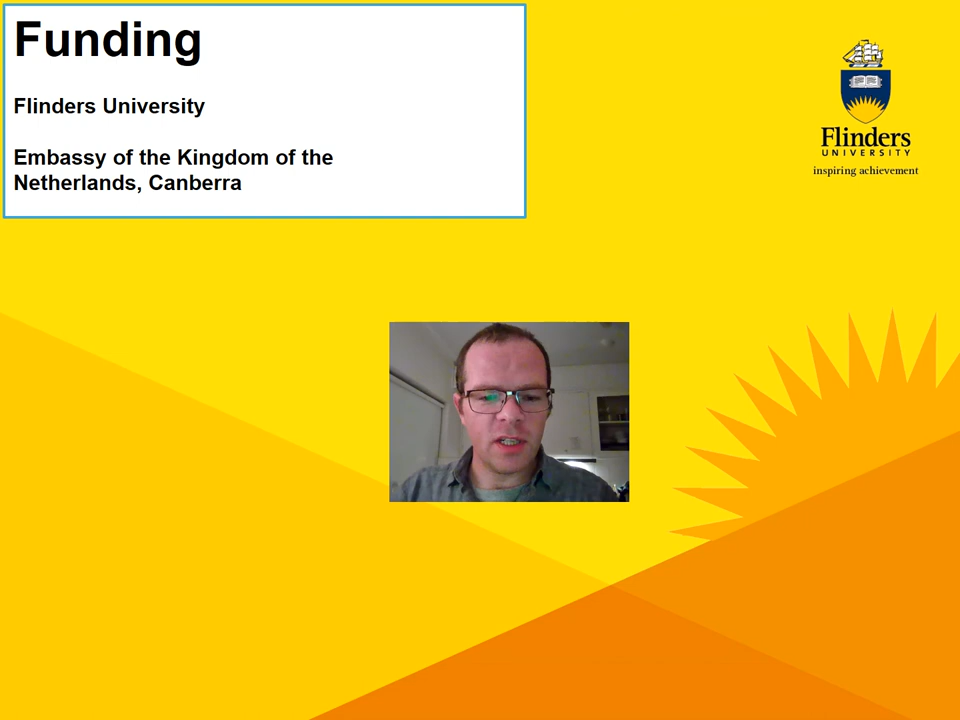 Funding
Flinders University
Embassy of the Kingdom of the
Netherlands, Canberra
Flinders
UNIVERSITY
inspiring achievement